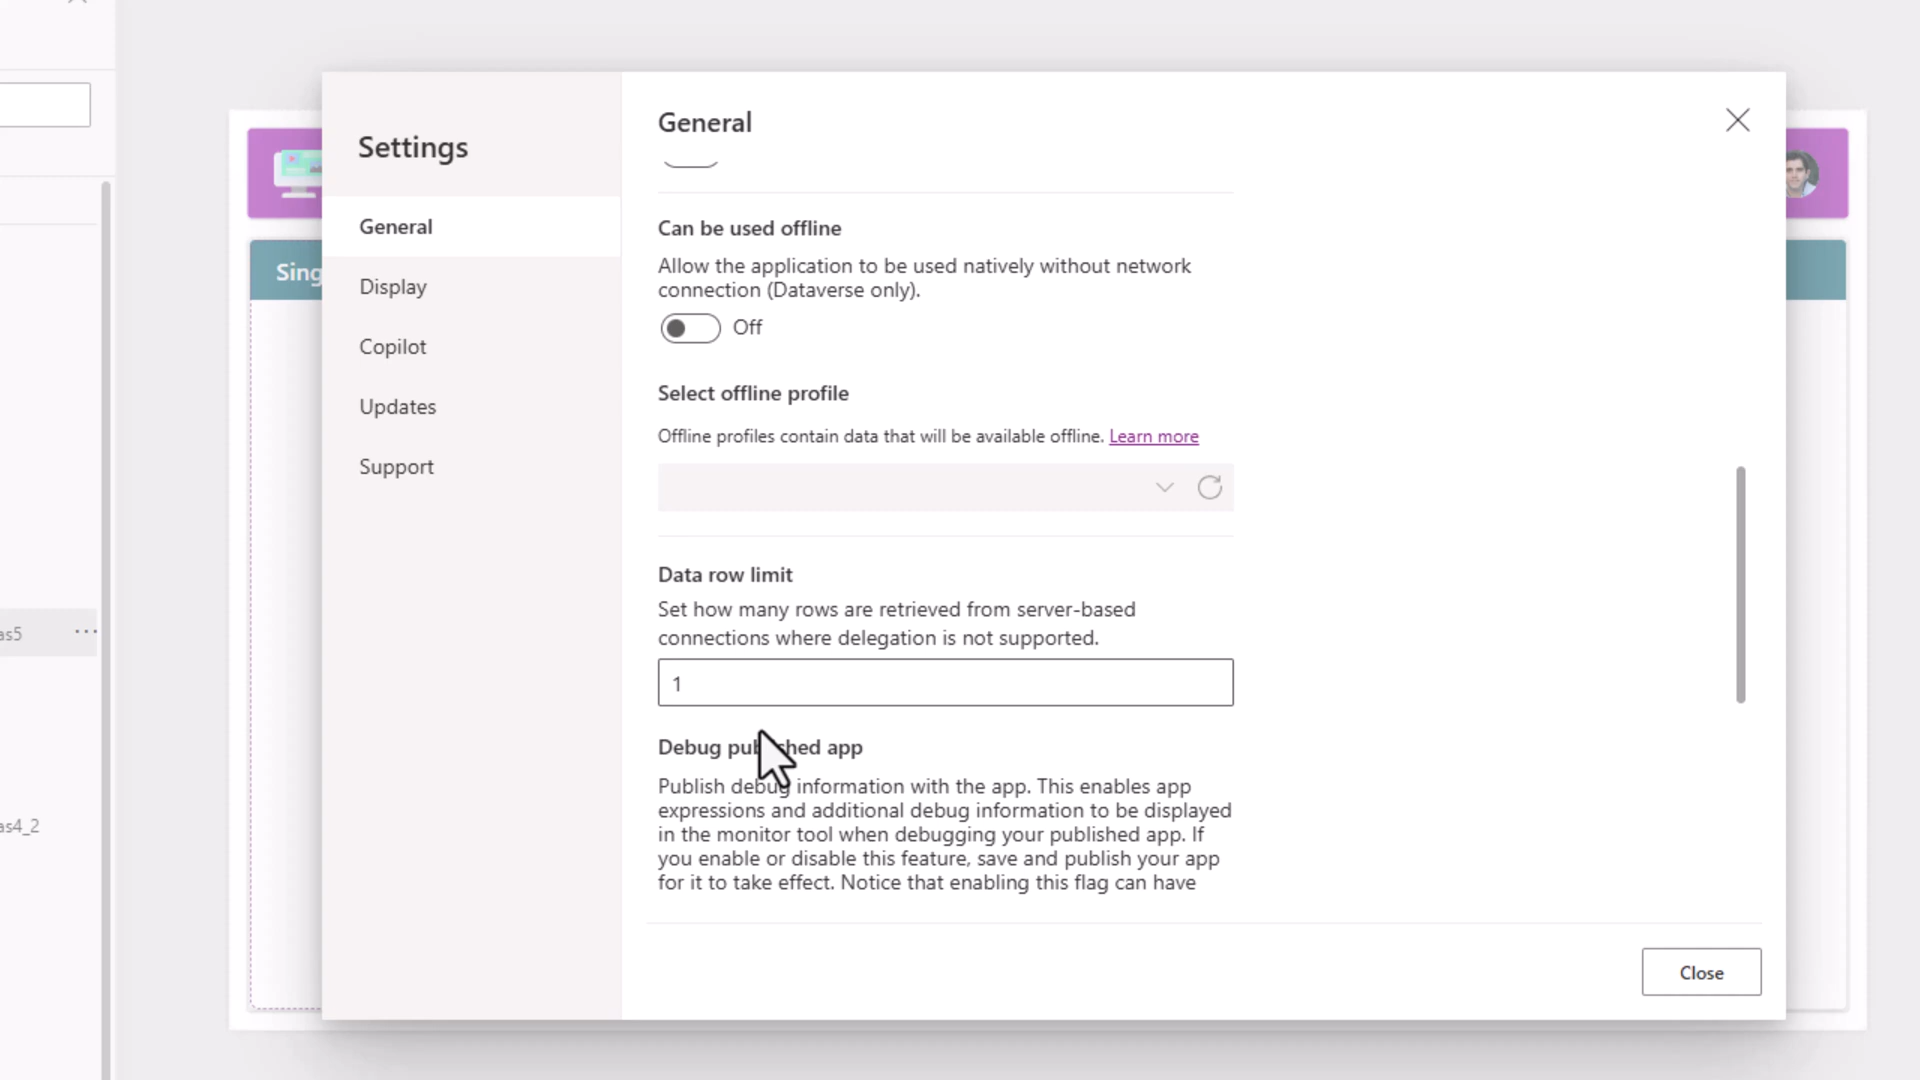 Settings
General
Display
Copilot
Updates
Support
General
Can be used offline
Allow the application to be used natively without network
connection (Dataverse only).
Off
Select offline profile
Offline profiles contain data that will be available offline. Learn more
Data row limit
Set how many rows are retrieved from server-based
connections where delegation is not supported.
1
Debug published app
Publish debug information with the app. This enables app
expressions and additional debug information to be displayed
in the monitor tool when debugging your published app. If
you enable or disable this feature, save and publish your app
for it to take effect. Notice that enabling this flag can have
Close
Sing
as5
as4_2